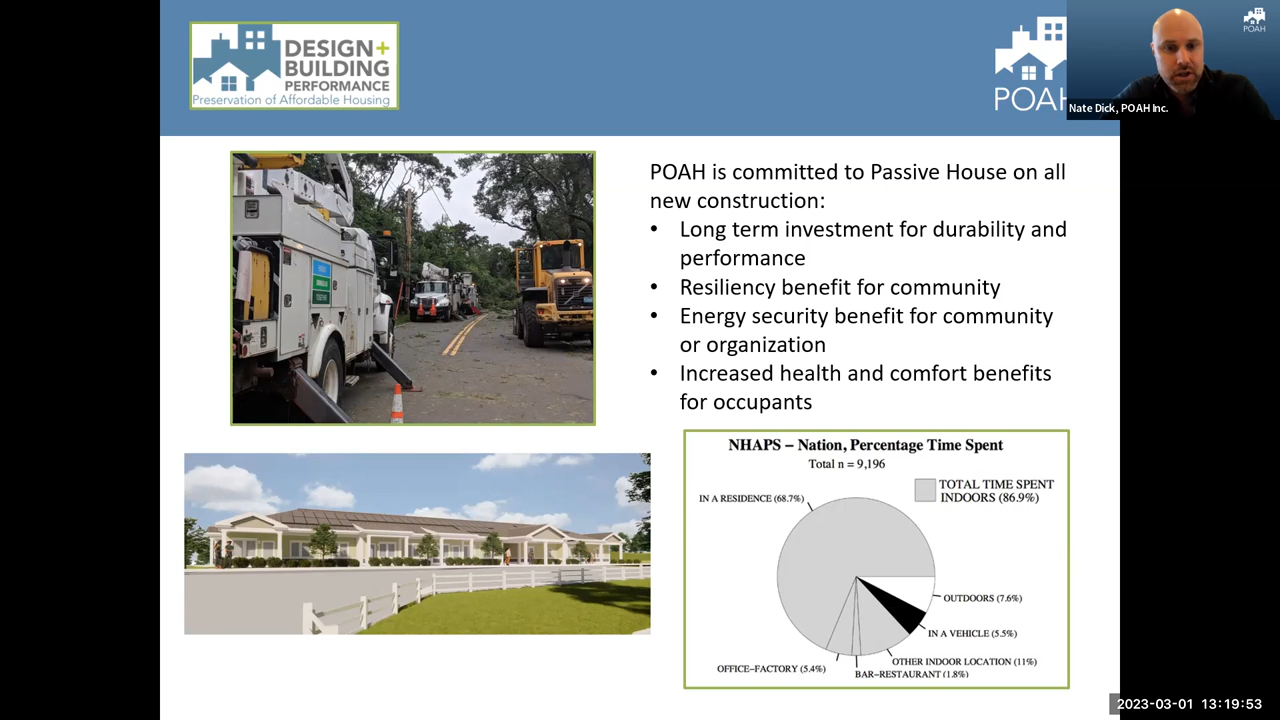 DESIGN+
BUILDING
PERFORMANCE
Preservation of Affordable Housing
POAH
POAH
Nate Dick, POAH Inc.
POAH is committed to Passive House on all
new construction:
• Long term investment for durability and
performance
• Resiliency benefit for community
• Energy security benefit for community
or organization
• Increased health and comfort benefits
for occupants
NHAPS – Nation, Percentage Time Spent
Total n = 9,196
TOTAL TIME SPENT
INDOORS (86.9%)
IN A RESIDENCE (68.7%)
OUTDOORS (7.6%)
IN A VEHICLE (5.5%)
OTHER INDOOR LOCATION (11%)
OFFICE–FACTORY (5.4%)
BAR–RESTAURANT (1.8%)
2023-03-01 13:19:53